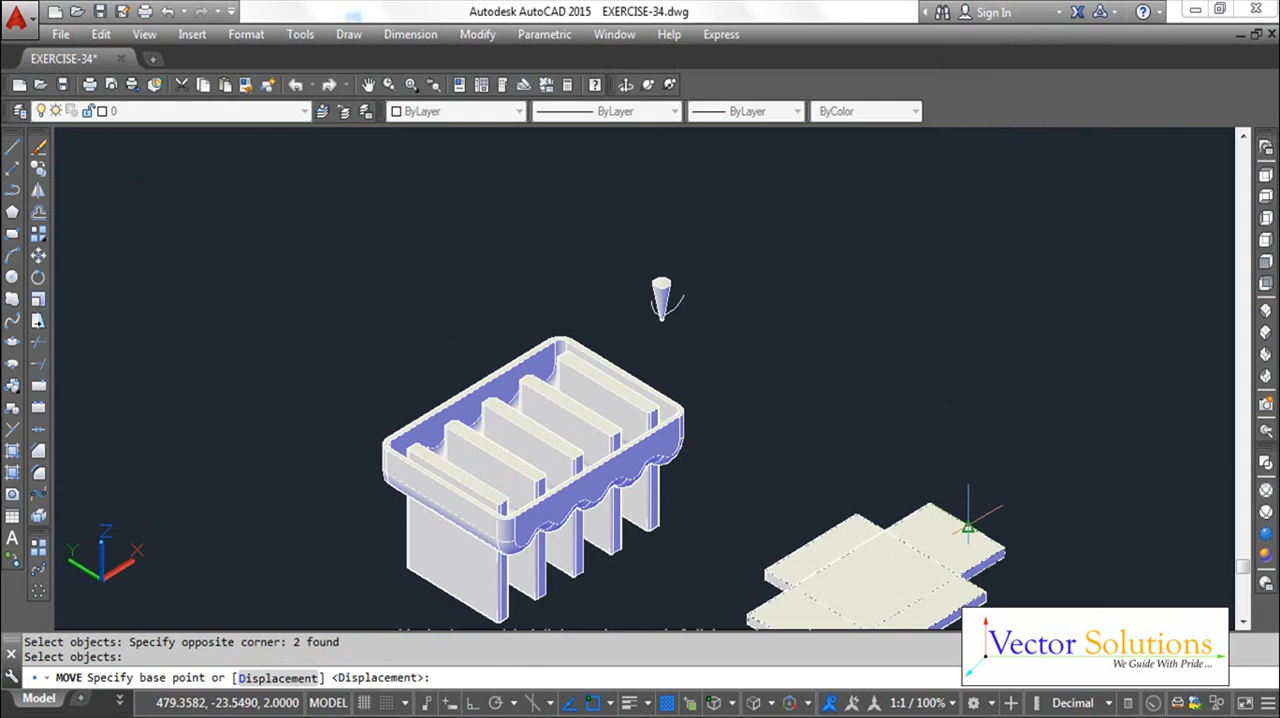 Autodesk AutoCAD 2015 EXERCISE-34.dwg
Sign In
File Edit View Insert Format Tools Draw Dimension Modify Parametric Window Help Express
EXERCISE-34*
0
ByLayer
ByLayer
ByLayer
ByColor
Z
Y
X
Select objects: Specify opposite corner: 2 found
Select objects:
MOVE Specify base point or [Displacement] <Displacement>:
Vector Solutions
We Guide With Pride...
Model
479.3582, -23.5490, 2.0000 MODEL
1:1 / 100%
Decimal
A